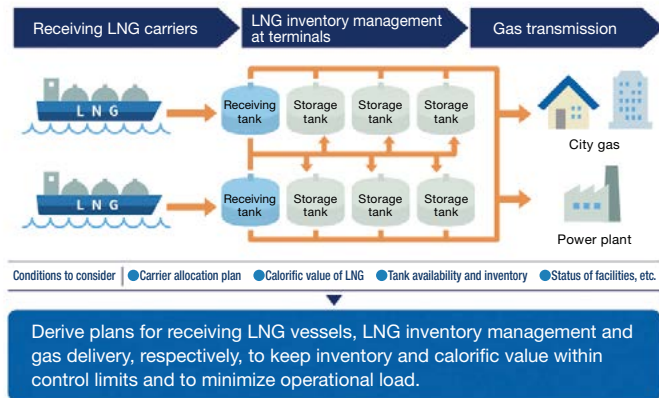 Receiving LNG carriers
LNG inventory management
at terminals
Gas transmission
LNG
Receiving
tank
Storage
tank
Storage
tank
Storage
tank
City gas
LNG
Receiving
tank
Storage
tank
Storage
tank
Storage
tank
Power plant
Conditions to consider
Carrier allocation plan
Calorific value of LNG
Tank availability and inventory
Status of facilities, etc.
Derive plans for receiving LNG vessels, LNG inventory management and
gas delivery, respectively, to keep inventory and calorific value within
control limits and to minimize operational load.